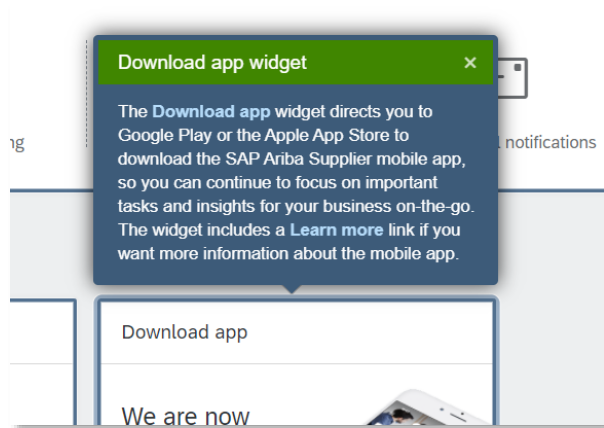 Download app widget ×
The Download app widget directs you to
Google Play or the Apple App Store to
download the SAP Ariba Supplier mobile app,
so you can continue to focus on important
tasks and insights for your business on-the-go.
The widget includes a Learn more link if you
want more information about the mobile app.
notifications
Download app
We are now